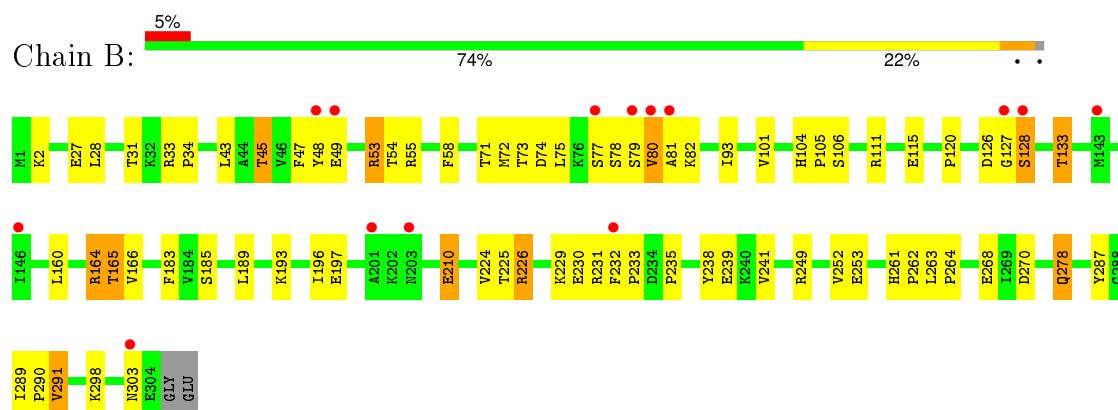 5%
Chain B:
74% 22% • •
M1 K2 E27 L28 T31 K32 R33 P34 L43 A44 T45 V46 F47 Y48 E49 R53 T54 R55 F58 T71 M72 T73 D74 L75 K76 S77 S78 S79 V80 A81 K82 I93 V101 H104 P105 S106 R111 E115 P120 D126 G127 S128 T133 M143
I146 L160 R164 T165 V166 F183 V184 S185 L189 K193 I196 E197 A201 K202 N203 E210 V224 T225 R226 K229 E230 R231 F232 P233 D234 P235 Y238 E239 K240 V241 R249 V252 E253 H261 P262 L263 P264 E268 I269 D270 Q278 Y287
I289 P290 V291 K298 N303 E304 GLY GLU